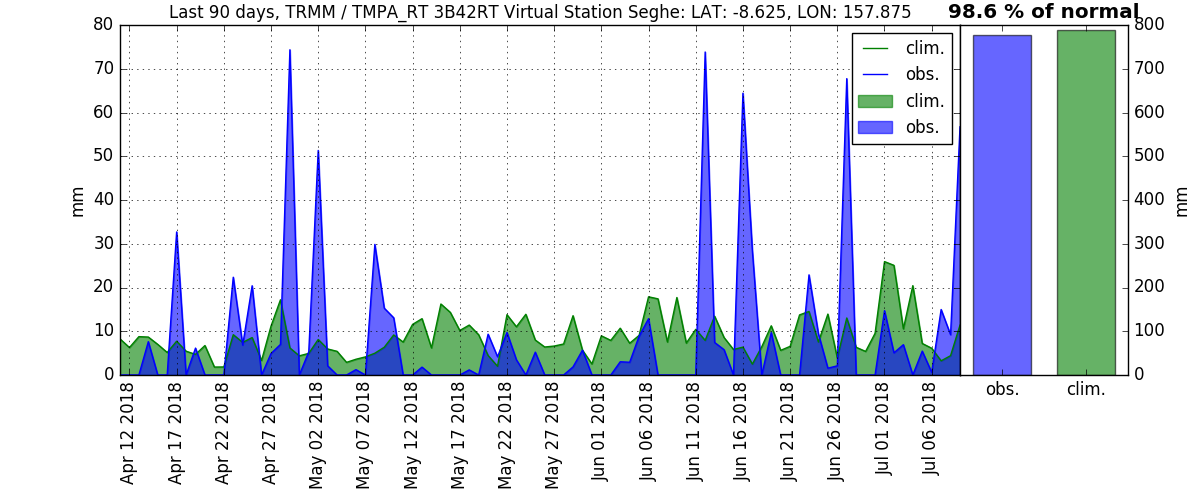 Last 90 days, TRMM / TMPA_RT 3B42RT Virtual Station Seghe: LAT: -8.625, LON: 157.875
98.6 % of normal
80
70
60
50
40
30
20
10
0
mm
clim.
obs.
clim.
obs.
800
700
600
500
400
300
200
100
0
mm
Apr 12 2018
Apr 17 2018
Apr 22 2018
Apr 27 2018
May 02 2018
May 07 2018
May 12 2018
May 17 2018
May 22 2018
May 27 2018
Jun 01 2018
Jun 06 2018
Jun 11 2018
Jun 16 2018
Jun 21 2018
Jun 26 2018
Jul 01 2018
Jul 06 2018
obs.
clim.